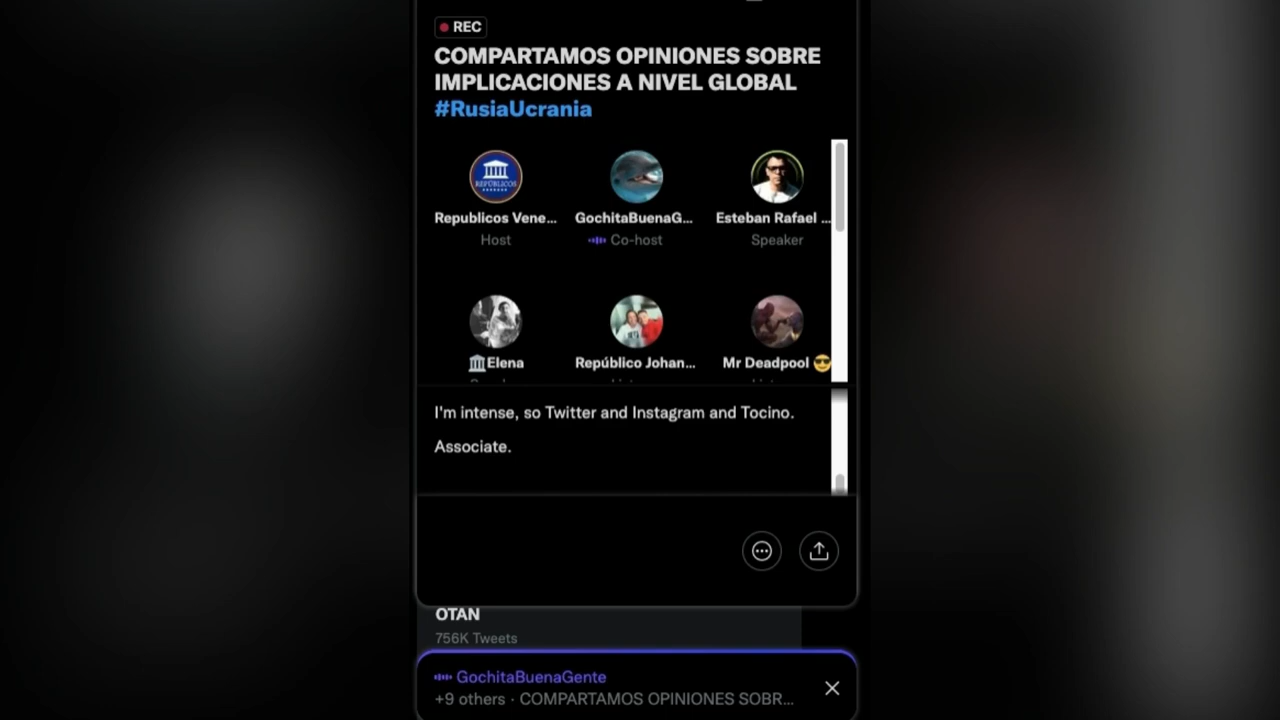 REC
COMPARTAMOS OPINIONES SOBRE
IMPLICACIONES A NIVEL GLOBAL
#RusiaUcrania
REPÚBLICOS
Republicos Vene... GochitaBuenaG... Esteban Rafael ...
Host Co-host Speaker
Elena Repúblico Johan... Mr Deadpool 😎
I'm intense, so Twitter and Instagram and Tocino.
Associate.
OTAN
756K Tweets
GochitaBuenaGente
+9 others · COMPARTAMOS OPINIONES SOBR...